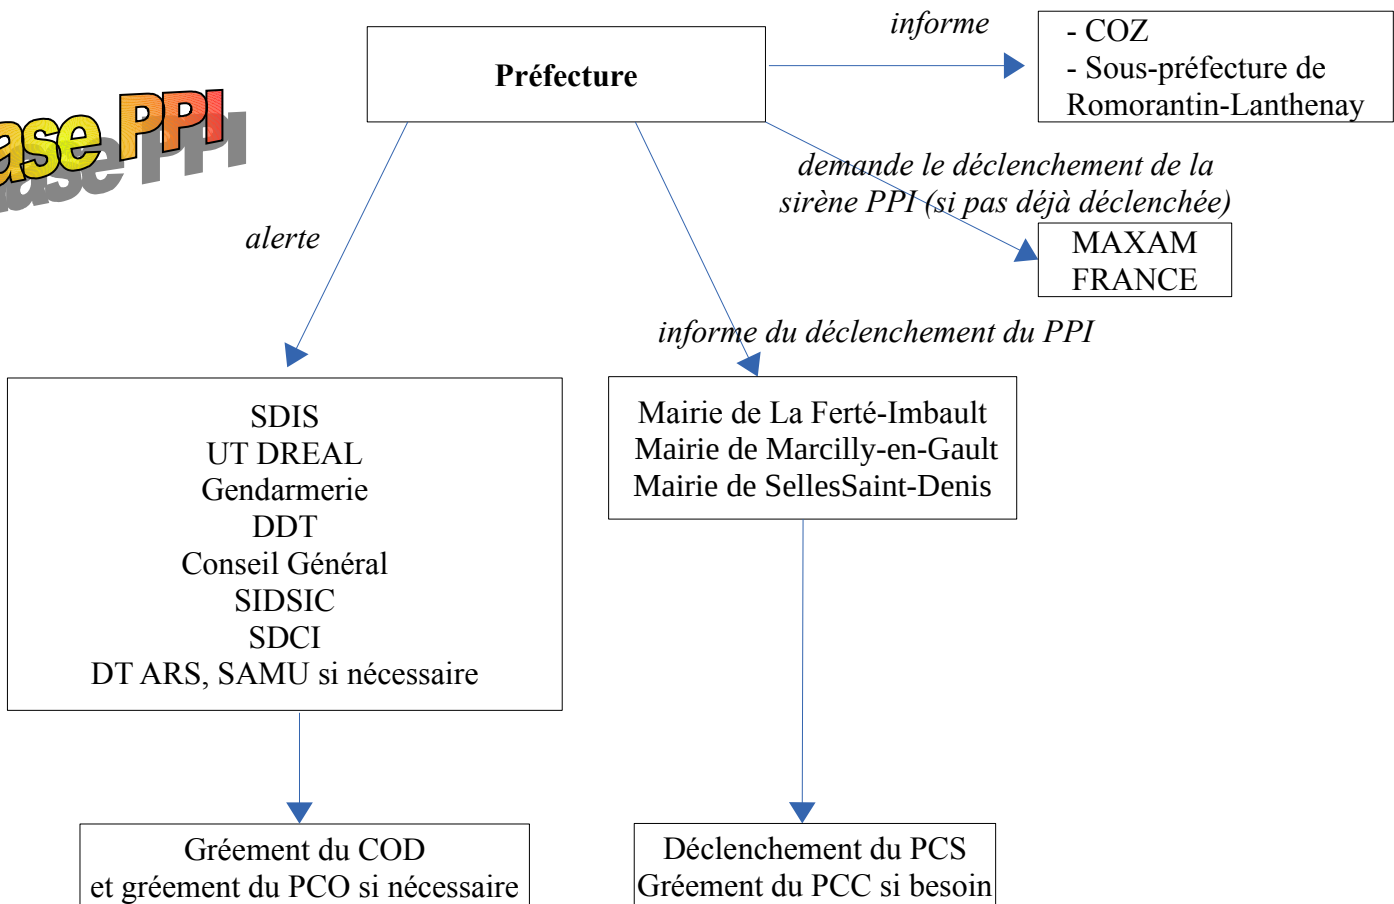 informe
- COZ
- Sous-préfecture de
Romorantin-Lanthenay
Préfecture
ase PPI
demande le déclenchement de la
sirène PPI (si pas déjà déclenchée)
alerte
MAXAM
FRANCE
informe du déclenchement du PPI
SDIS
UT DREAL
Gendarmerie
DDT
Conseil Général
SIDSIC
SDCI
DT ARS, SAMU si nécessaire
Mairie de La Ferté-Imbault
Mairie de Marcilly-en-Gault
Mairie de SellesSaint-Denis
Gréement du COD
et gréement du PCO si nécessaire
Déclenchement du PCS
Gréement du PCC si besoin